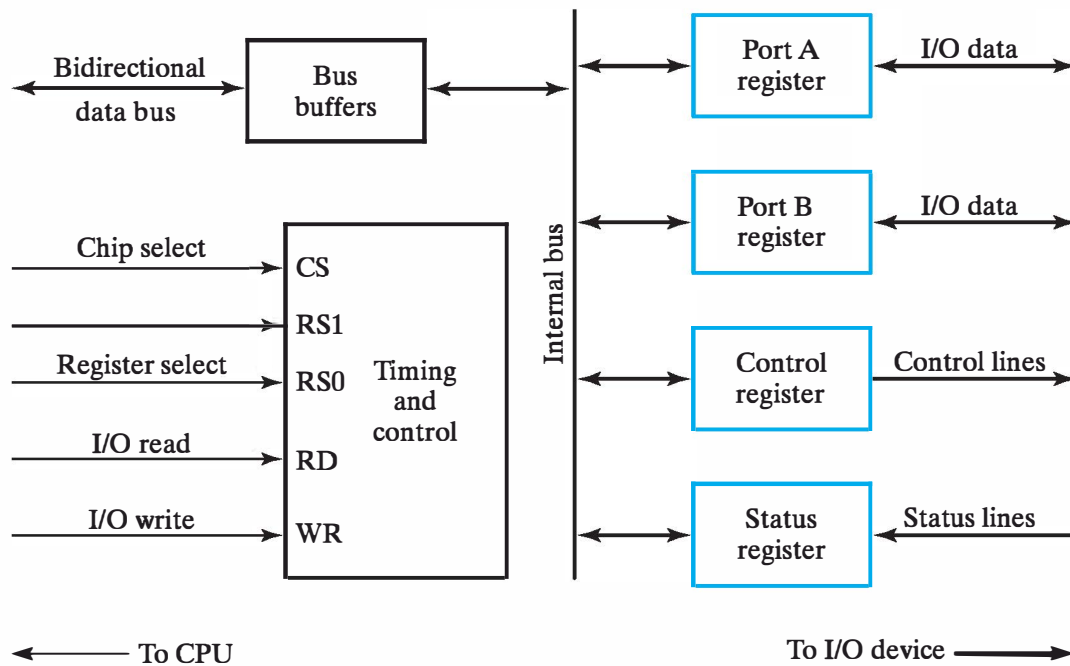 Bidirectional
data bus
Bus
buffers
Port A
register
I/O data
Port B
register
I/O data
Internal bus
Chip select
CS
RS1
Register select
RS0
Timing
and
control
I/O read
RD
I/O write
WR
Control
register
Control lines
Status
register
Status lines
To CPU
To I/O device